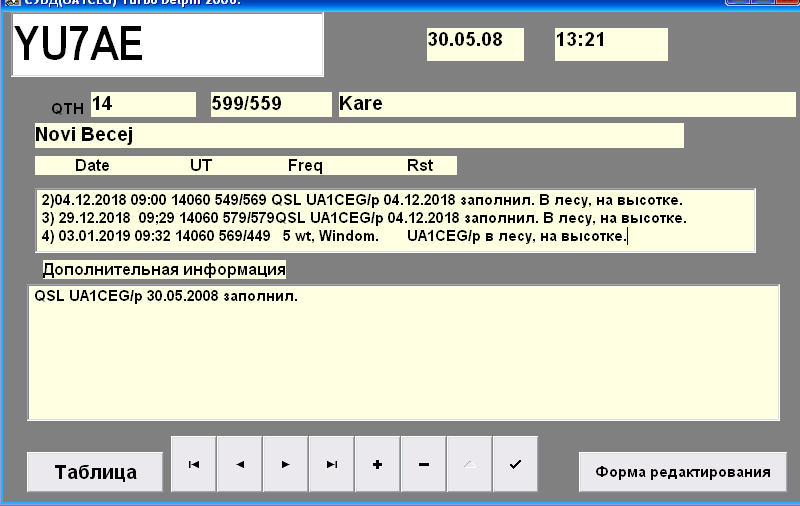 СУБД(UA1CEG) Turbo Delphi 2006.
YU7AE
30.05.08 13:21
QTH 14 599/559 Kare
Novi Becej
Date UT Freq Rst
2)04.12.2018 09:00 14060 549/569 QSL UA1CEG/p 04.12.2018 заполнил. В лесу, на высотке.
3) 29.12.2018 09;29 14060 579/579QSL UA1CEG/p 04.12.2018 заполнил. В лесу, на высотке.
4) 03.01.2019 09:32 14060 569/449 5 wt, Windom. UA1CEG/p в лесу, на высотке.
Дополнительная информация
QSL UA1CEG/p 30.05.2008 заполнил.
Таблица
Форма редактирования